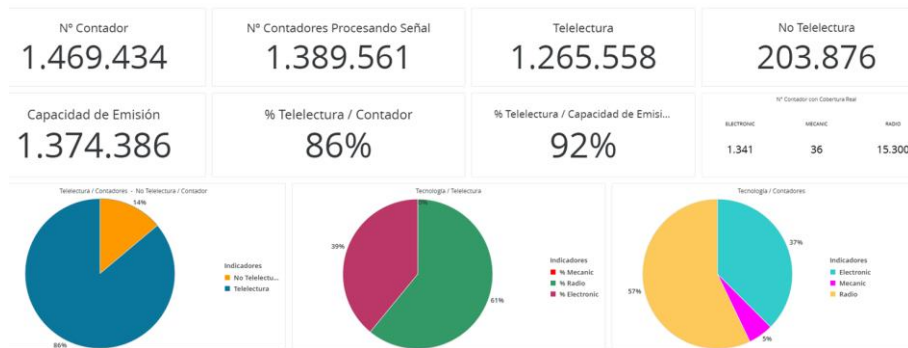 Nº Contador
1.469.434
Nº Contadores Procesando Señal
1.389.561
Telelectura
1.265.558
No Telelectura
203.876
Capacidad de Emisión
1.374.386
% Telelectura / Contador
86%
% Telelectura / Capacidad de Emisi...
92%
Nº Contador con Cobertura Real
ELECTRONIC MECANIC RADIO
1.341 36 15.300
Telelectura / Contadores - No Telelectura / Contador
14%
86%
Indicadores
No Telelectu...
Telelectura
Tecnología / Telelectura
39%
61%
Indicadores
% Mecanic
% Radio
% Electronic
Tecnología / Contadores
37%
57%
5%
Indicadores
Electronic
Mecanic
Radio